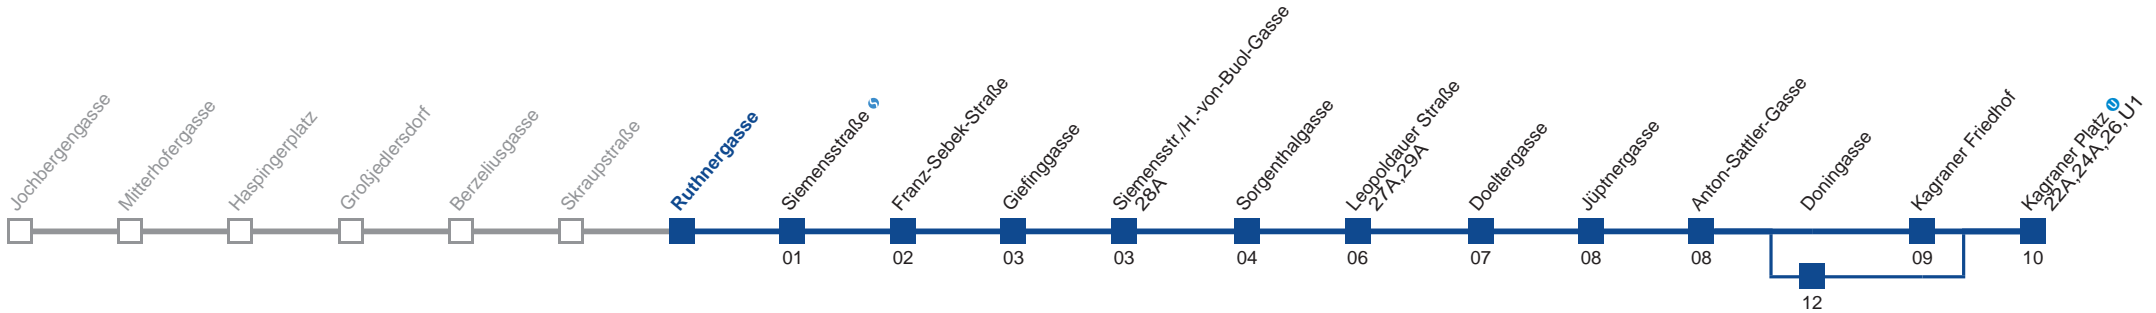 Jochbergengasse
Mitterhofergasse
Haspingerplatz
Großjedlersdorf
Berzeliusgasse
Skraupstraße
Ruthnergasse
Siemensstraße
Franz-Sebek-Straße
Giefinggasse
Siemensstr./H.-von-Buol-Gasse
28A
Sorgenthalgasse
Leopoldauer Straße
27A,29A
Doeltergasse
Jüptnergasse
Anton-Sattler-Gasse
Doningasse
Kagraner Friedhof
Kagraner Platz U
22A,24A,26,U1
01
02
03
03
04
06
07
08
08
09
10
12